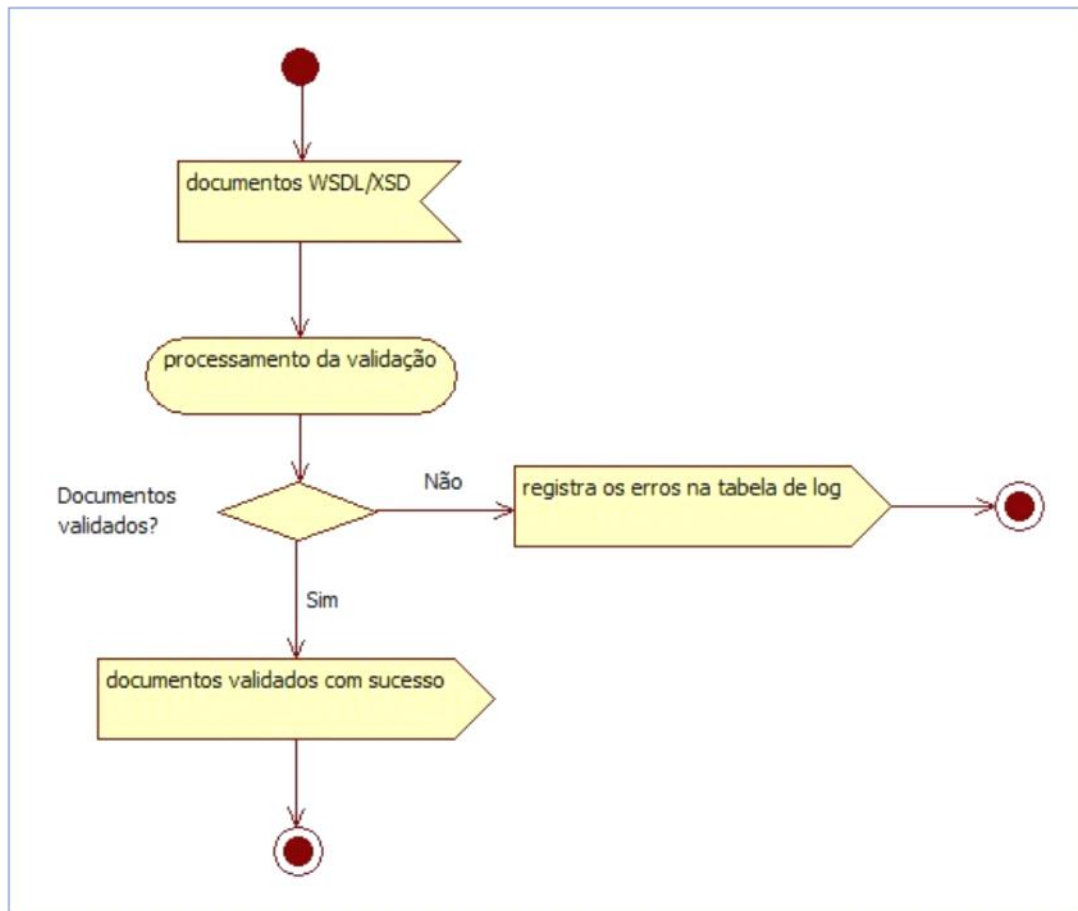 documentos WSDL/XSD
processamento da validação
Documentos
validados?
Não
registra os erros na tabela de log
Sim
documentos validados com sucesso